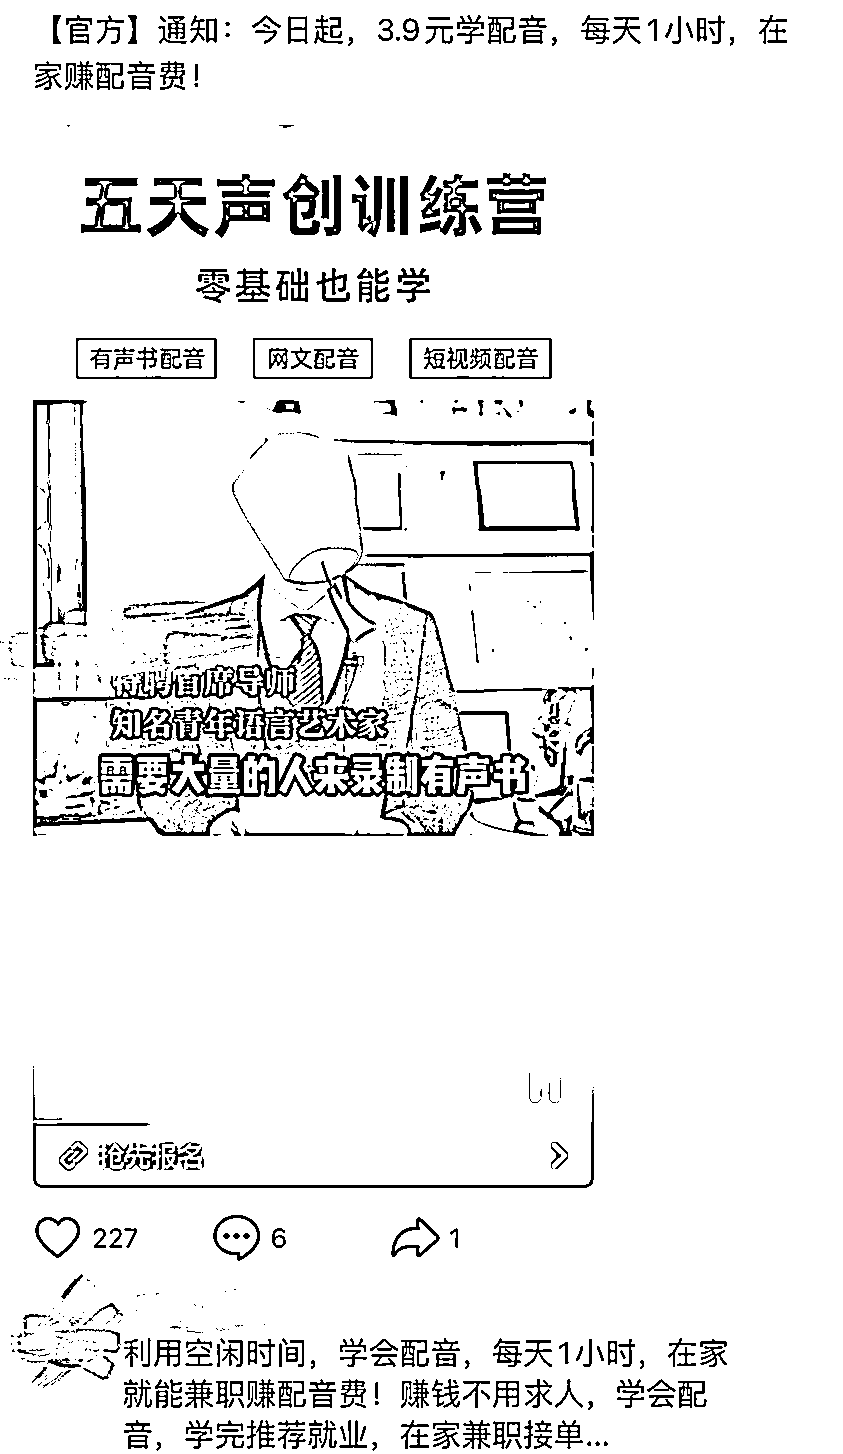 【官方】通知：今日起，3.9元学配音，每天1小时，在
家赚配音费！
五天声创训练营
零基础也能学
有声书配音 网文配音 短视频配音
特聘首席导师
知名青年语言艺术家
需要大量的人来录制有声书
抢先报名
227 6 1
利用空闲时间，学会配音，每天1小时，在家
就能兼职赚配音费！赚钱不用求人，学会配
音，学完推荐就业，在家兼职接单...